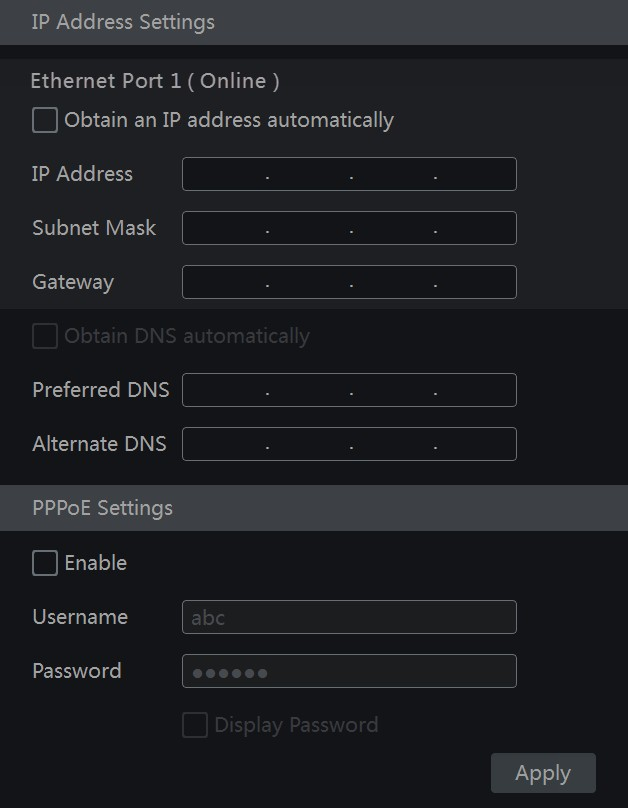 IP Address Settings
Ethernet Port 1 ( Online )
Obtain an IP address automatically
IP Address . . .
Subnet Mask . . .
Gateway . . .
Obtain DNS automatically
Preferred DNS . . .
Alternate DNS . . .
PPPoE Settings
Enable
Username abc
Password ●●●●●●
Display Password
Apply